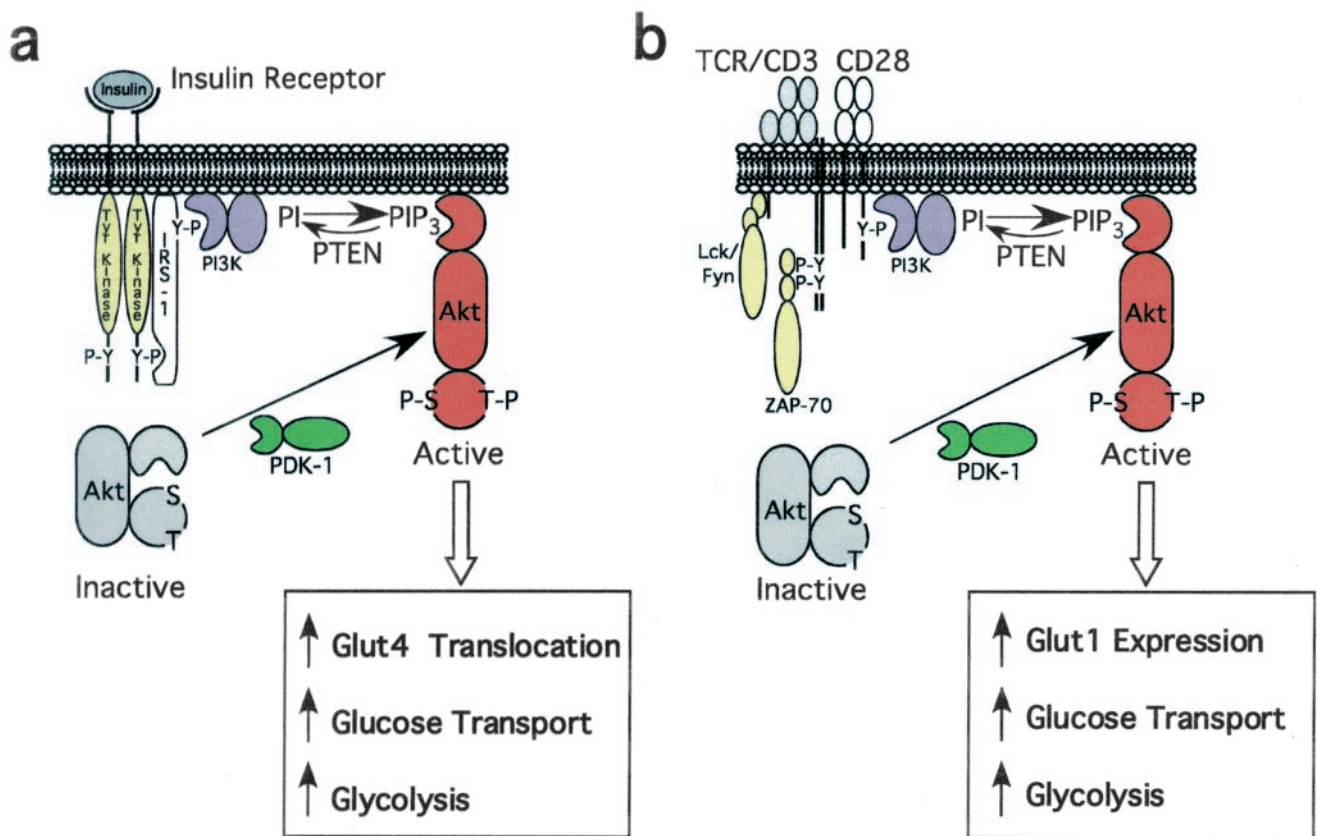 a
Insulin Receptor
Insulin
Tyr Kinase
Tyr Kinase
IRS-1
Y-P
PI3K
PI
PIP3
PTEN
P-Y
Y-P
Akt
P-S
T-P
Active
PDK-1
Akt
S
T
Inactive
Glut4 Translocation
Glucose Transport
Glycolysis
b
TCR/CD3
CD28
Lck/
Fyn
P-Y
P-Y
ZAP-70
Y-P
PI3K
PI
PIP3
PTEN
Akt
P-S
T-P
Active
PDK-1
Akt
S
T
Inactive
Glut1 Expression
Glucose Transport
Glycolysis